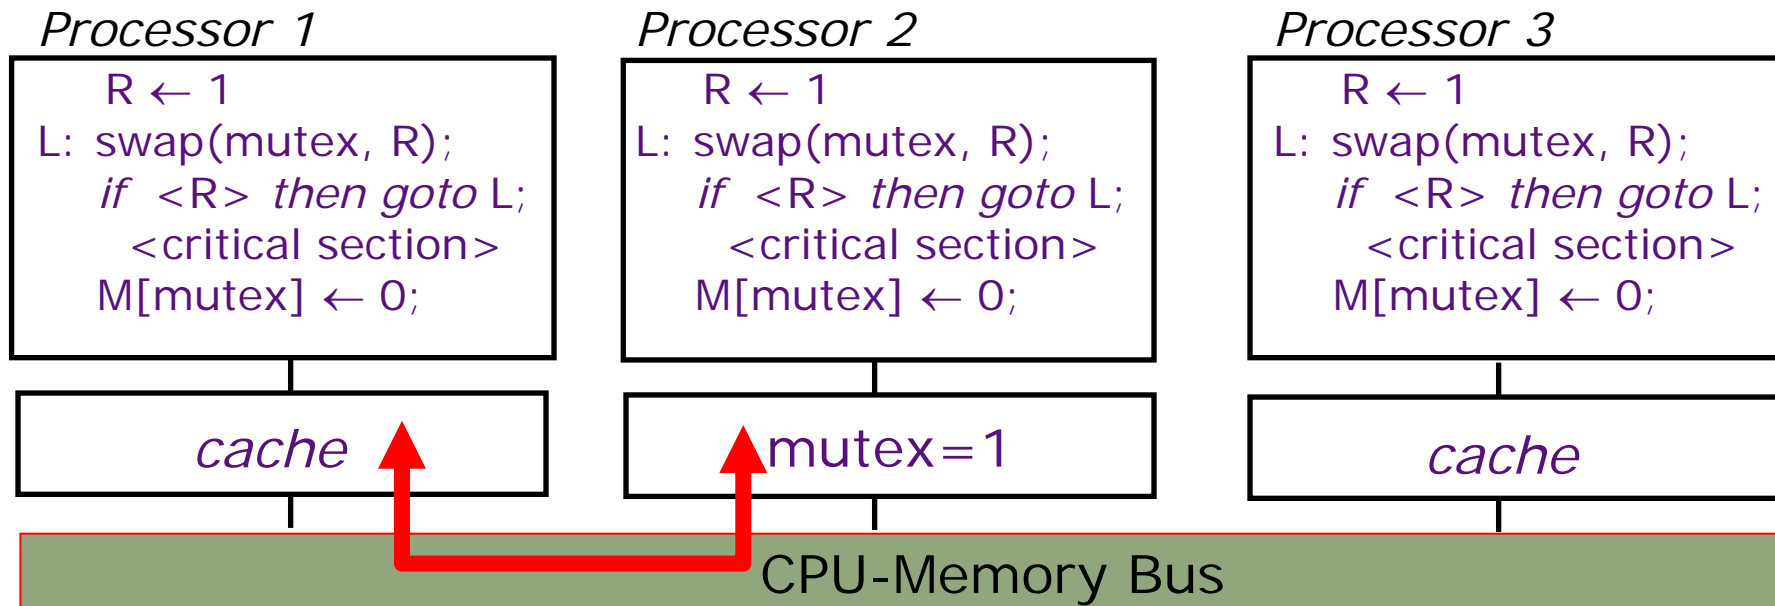 Processor 1
R ← 1
L: swap(mutex, R);
if <R> then goto L;
<critical section>
M[mutex] ← 0;
cache
Processor 2
R ← 1
L: swap(mutex, R);
if <R> then goto L;
<critical section>
M[mutex] ← 0;
mutex=1
Processor 3
R ← 1
L: swap(mutex, R);
if <R> then goto L;
<critical section>
M[mutex] ← 0;
cache
CPU-Memory Bus